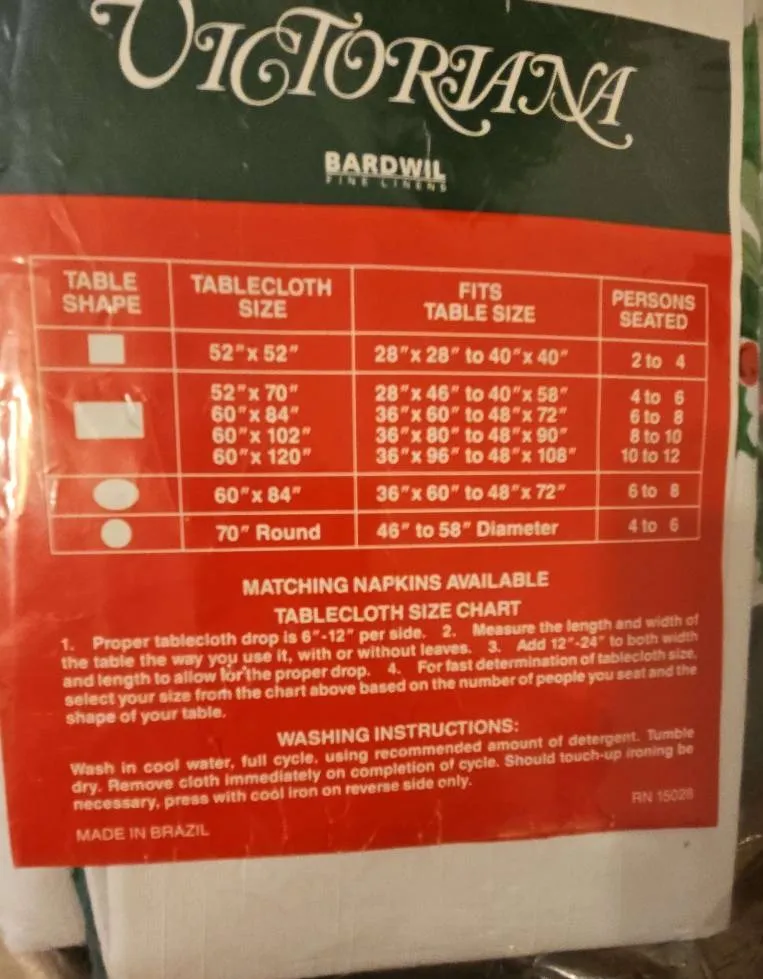 VICTORIANA
BARDWIL
FINE LINENS
TABLE SHAPE TABLECLOTH SIZE FITS TABLE SIZE PERSONS SEATED
52"x 52" 28"x 28" to 40"x 40" 2 to 4
52"x 70" 28"x 46" to 40"x 58" 4 to 6
60"x 84" 36"x 60" to 48"x 72" 6 to 8
60"x 102" 36"x 80" to 48"x 90" 8 to 10
60"x 120" 36"x 96" to 48"x 108" 10 to 12
60"x 84" 36"x 60" to 48"x 72" 6 to 8
70" Round 46" to 58" Diameter 4 to 6
MATCHING NAPKINS AVAILABLE
TABLECLOTH SIZE CHART
1. Proper tablecloth drop is 6"-12" per side. 2. Measure the length and width of
the table the way you use it, with or without leaves. 3. Add 12"-24" to both width
and length to allow for the proper drop. 4. For fast determination of tablecloth size,
select your size from the chart above based on the number of people you seat and the
shape of your table.
WASHING INSTRUCTIONS:
Wash in cool water, full cycle, using recommended amount of detergent. Tumble
dry. Remove cloth immediately on completion of cycle. Should touch-up ironing be
necessary, press with cool iron on reverse side only.
RN 15028
MADE IN BRAZIL